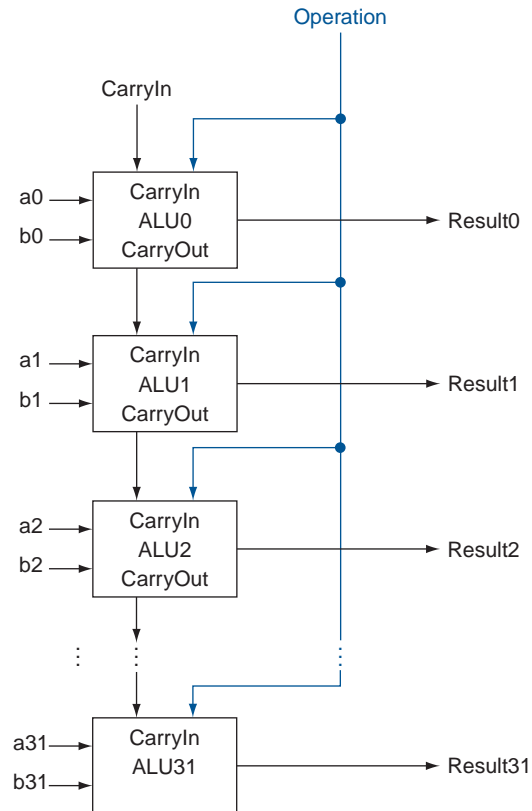 Operation
CarryIn
a0
CarryIn
ALU0
Result0
b0
CarryOut
a1
CarryIn
ALU1
Result1
b1
CarryOut
a2
CarryIn
ALU2
Result2
b2
CarryOut
a31
CarryIn
ALU31
Result31
b31